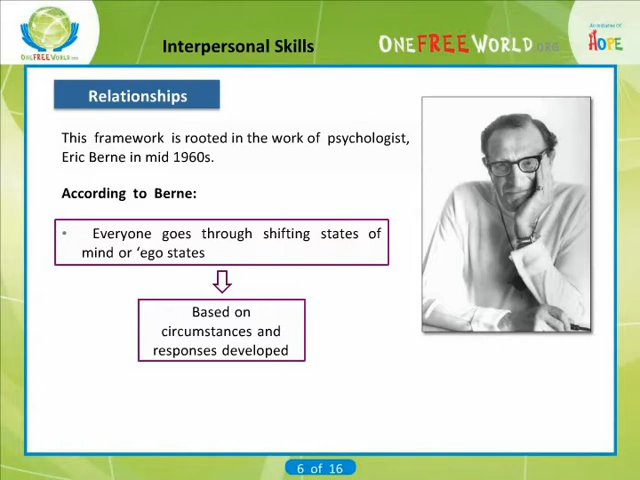 ONEFREEWORLD.ORG
Interpersonal Skills
ONEFREEWORLD.ORG
An initiative Of
HOPE
Relationships
This framework is rooted in the work of psychologist,
Eric Berne in mid 1960s.
According to Berne:
• Everyone goes through shifting states of
mind or ‘ego states
Based on
circumstances and
responses developed
6 of 16